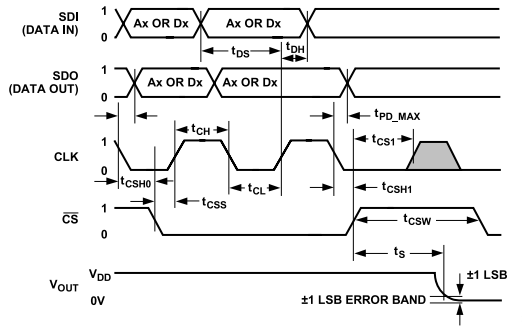 SDI
(DATA IN)
1
0
Ax OR Dx
Ax OR Dx
tDS
tDH
SDO
(DATA OUT)
1
0
Ax OR Dx
Ax OR Dx
tPD_MAX
tCH
tCS1
CLK
1
0
tCSH0
tCSS
tCL
tCSH1
CS
1
0
tCSW
tS
VOUT
VDD
0V
±1 LSB
±1 LSB ERROR BAND